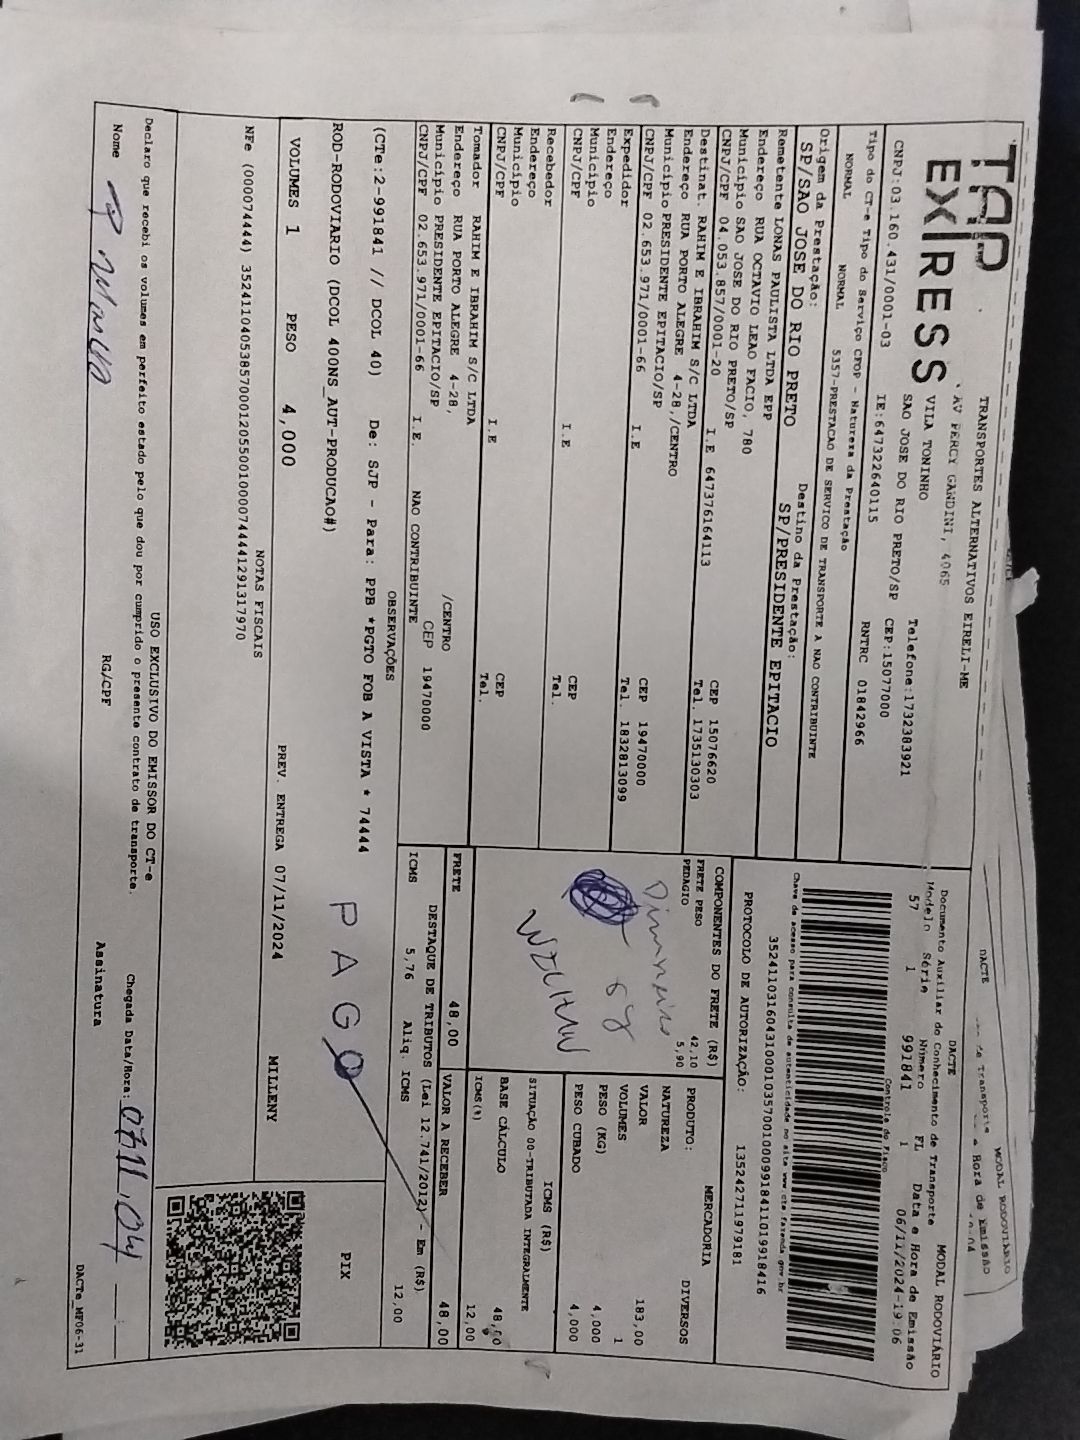 TAP
EXPRESS
TRANSPORTES ALTERNATIVOS EIRELI-ME
AV PERCY GANDINI, 4065
VILA TONINHO
SAO JOSE DO RIO PRETO/SP
Telefone:1732383921
CEP:15077000
CNPJ:03.160.431/0001-03
IE:647322640115
RNTRC 01842966
DACTE
MODAL RODOVIÁRIO
Documento Auxiliar do Conhecimento de Transporte
Modelo Série Número FL Data e Hora de Emissão
57 1 991841 1 06/11/2024-19:06
Controle do Fisco
Tipo do CT-e Tipo do Serviço CFOP - Natureza da Prestação
NORMAL NORMAL 5357-PRESTACAO DE SERVICO DE TRANSPORTE A NAO CONTRIBUINTE
Chave de acesso para consulta de autenticidade no site www.cte.fazenda.gov.br
35241103160431000103570010009918411019918416
PROTOCOLO DE AUTORIZAÇÃO: 135242711979181
Origem da Prestação: Destino da Prestação:
SP/SAO JOSE DO RIO PRETO SP/PRESIDENTE EPITACIO
Remetente LONAS PAULISTA LTDA EPP
Endereço RUA OCTAVIO LEAO FACIO, 780
Município SAO JOSE DO RIO PRETO/SP CEP 15076620
CNPJ/CPF 04.053.857/0001-20 I.E 647376164113 Tel. 1735130303
Destinat. RAHIM E IBRAHIM S/C LTDA
Endereço RUA PORTO ALEGRE 4-28,/CENTRO
Município PRESIDENTE EPITACIO/SP CEP 19470000
CNPJ/CPF 02.653.971/0001-66 I.E Tel. 1832813099
Expedidor
Endereço
Município CEP
CNPJ/CPF I.E Tel.
Recebedor
Endereço
Município CEP
CNPJ/CPF I.E Tel.
Tomador RAHIM E IBRAHIM S/C LTDA
Endereço RUA PORTO ALEGRE 4-28, /CENTRO
Município PRESIDENTE EPITACIO/SP CEP 19470000
CNPJ/CPF 02.653.971/0001-66 I.E. NAO CONTRIBUINTE
COMPONENTES DO FRETE (R$)
FRETE PESO 42,10
PEDAGIO 5,90
Dinheiro
WILLIAN
FRETE 48,00
MERCADORIA
PRODUTO: DIVERSOS
NATUREZA
VALOR 183,00
VOLUMES 1
PESO (KG) 4,000
PESO CUBADO 4,000
ICMS (R$)
SITUAÇÃO 00-TRIBUTADA INTEGRALMENTE
BASE CÁLCULO 48,00
ICMS(%) 12,00
VALOR A RECEBER 48,00
DESTAQUE DE TRIBUTOS (Lei 12.741/2012) - Em (R$)
ICMS 5,76 Aliq. ICMS 12,00
OBSERVAÇÕES
(CTe:2-991841 // DCOL 40) De: SJP - Para: PPB *PGTO FOB A VISTA * 74444
ROD-RODOVIARIO (DCOL 400NS_AUT-PRODUCAO#)
PAGO
PIX
VOLUMES 1 PESO 4,000 PREV. ENTREGA 07/11/2024 MILLENY
NOTAS FISCAIS
NFe (000074444) 35241104053857000120550010000744441291317970
USO EXCLUSIVO DO EMISSOR DO CT-e
Declaro que recebi os volumes em perfeito estado pelo que dou por cumprido o presente contrato de transporte. Chegada Data/Hora: 07.11.04
Nome RG/CPF Assinatura
DACTe_MF06-31
DACTE
MODAL RODOVIÁRIO
de Transporte
Hora de Emissão